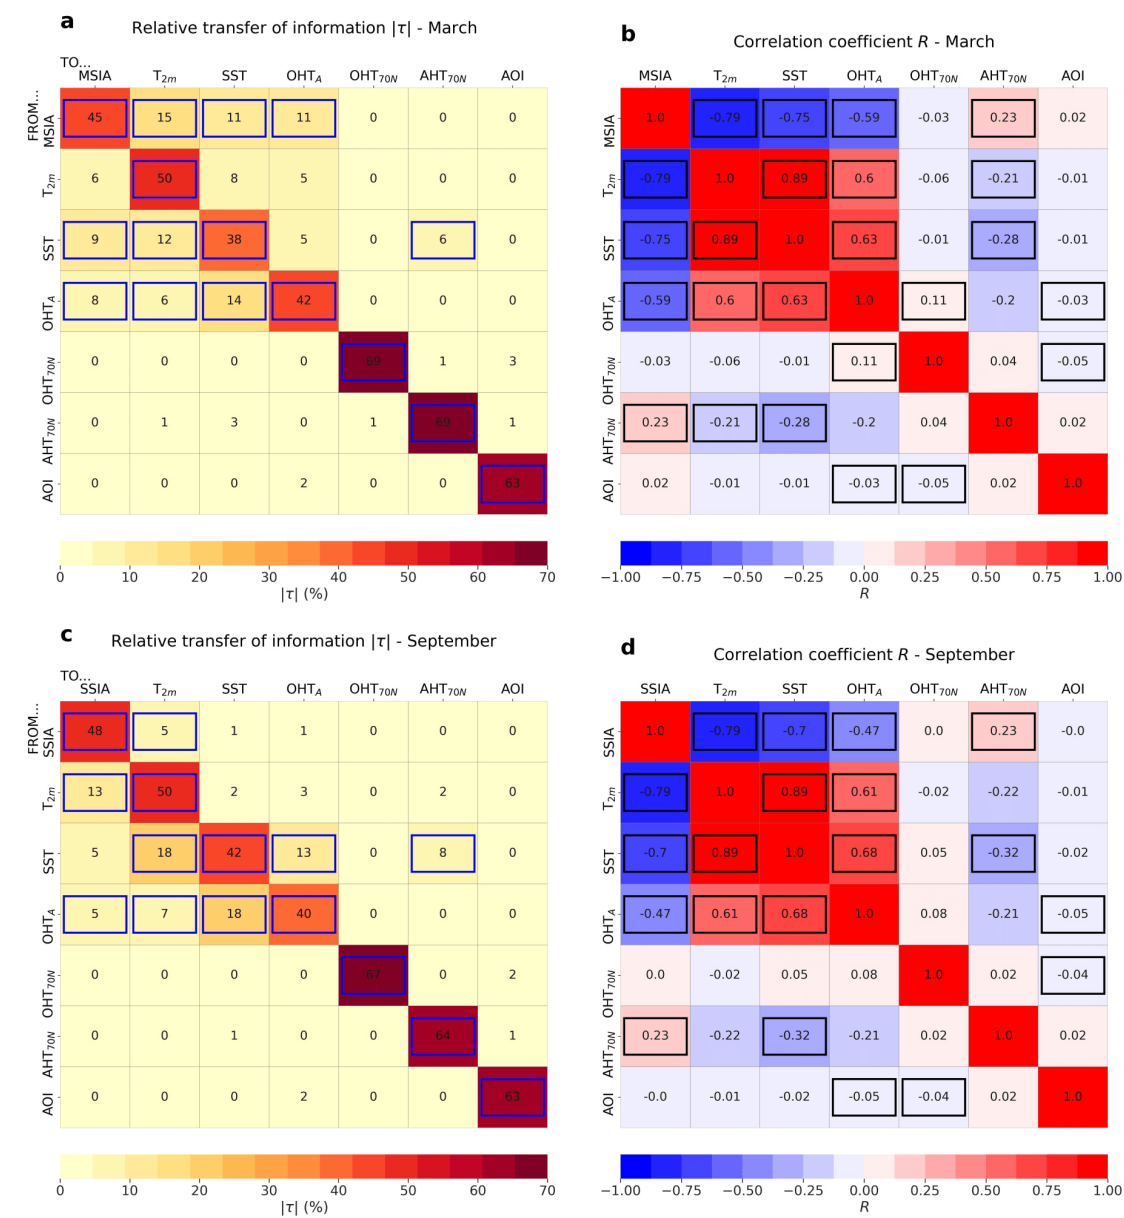 a
Relative transfer of information |τ| - March
TO...
MSIA T2m SST OHTA OHT70N AHT70N AOI
FROM...
MSIA 45 15 11 11 0 0 0
T2m 6 50 8 5 0 0 0
SST 9 12 38 5 0 6 0
OHTA 8 6 14 42 0 0 0
OHT70N 0 0 0 0 69 1 3
AHT70N 0 1 3 0 1 69 1
AOI 0 0 0 2 0 0 63
0 10 20 30 40 50 60 70
|τ| (%)
b
Correlation coefficient R - March
MSIA T2m SST OHTA OHT70N AHT70N AOI
MSIA 1.0 -0.79 -0.75 -0.59 -0.03 0.23 0.02
T2m -0.79 1.0 0.89 0.6 -0.06 -0.21 -0.01
SST -0.75 0.89 1.0 0.63 -0.01 -0.28 -0.01
OHTA -0.59 0.6 0.63 1.0 0.11 -0.2 -0.03
OHT70N -0.03 -0.06 -0.01 0.11 1.0 0.04 -0.05
AHT70N 0.23 -0.21 -0.28 -0.2 0.04 1.0 0.02
AOI 0.02 -0.01 -0.01 -0.03 -0.05 0.02 1.0
−1.00 −0.75 −0.50 −0.25 0.00 0.25 0.50 0.75 1.00
R
c
Relative transfer of information |τ| - September
TO...
SSIA T2m SST OHTA OHT70N AHT70N AOI
FROM...
SSIA 48 5 1 1 0 0 0
T2m 13 50 2 3 0 2 0
SST 5 18 42 13 0 8 0
OHTA 5 7 18 40 0 0 0
OHT70N 0 0 0 0 67 0 2
AHT70N 0 0 1 0 0 64 1
AOI 0 0 0 2 0 0 63
0 10 20 30 40 50 60 70
|τ| (%)
d
Correlation coefficient R - September
SSIA T2m SST OHTA OHT70N AHT70N AOI
SSIA 1.0 -0.79 -0.7 -0.47 0.0 0.23 -0.0
T2m -0.79 1.0 0.89 0.61 -0.02 -0.22 -0.01
SST -0.7 0.89 1.0 0.68 0.05 -0.32 -0.02
OHTA -0.47 0.61 0.68 1.0 0.08 -0.21 -0.05
OHT70N 0.0 -0.02 0.05 0.08 1.0 0.02 -0.04
AHT70N 0.23 -0.22 -0.32 -0.21 0.02 1.0 0.02
AOI -0.0 -0.01 -0.02 -0.05 -0.04 0.02 1.0
−1.00 −0.75 −0.50 −0.25 0.00 0.25 0.50 0.75 1.00
R